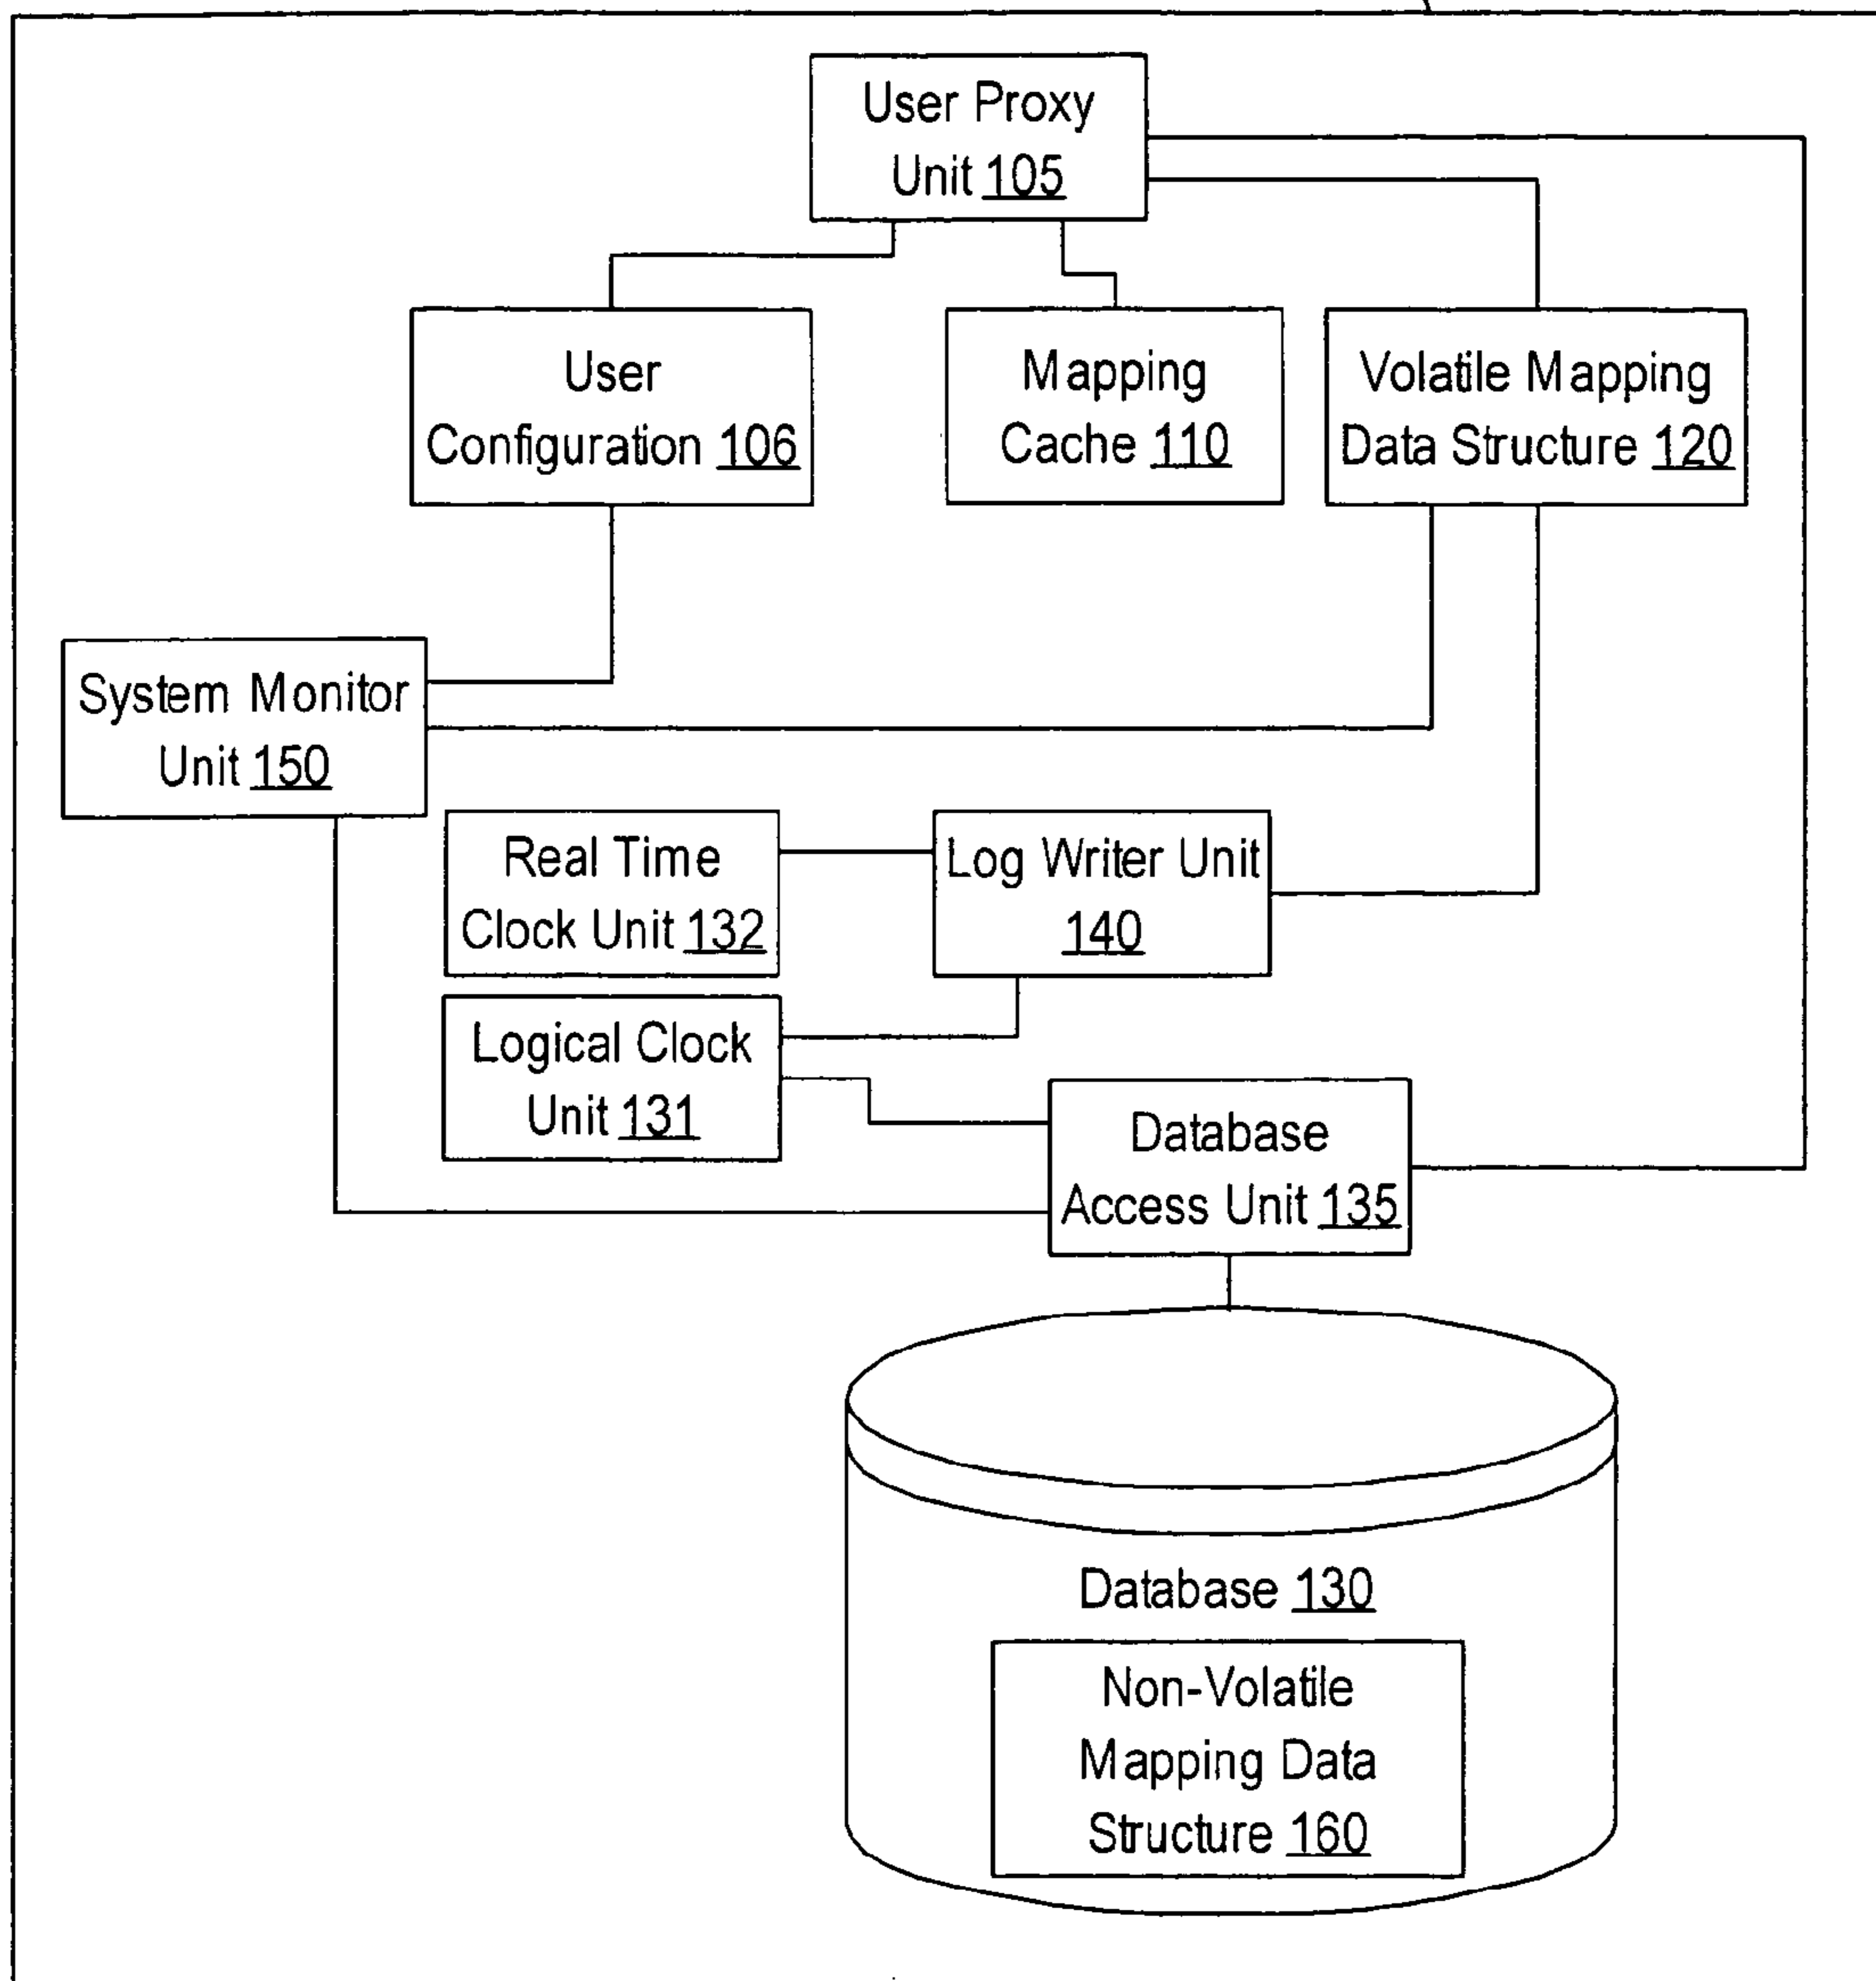 User Proxy
Unit 105
User
Configuration 106
Mapping
Cache 110
Volatile Mapping
Data Structure 120
System Monitor
Unit 150
Real Time
Clock Unit 132
Log Writer Unit
140
Logical Clock
Unit 131
Database
Access Unit 135
Database 130
Non-Volatile
Mapping Data
Structure 160